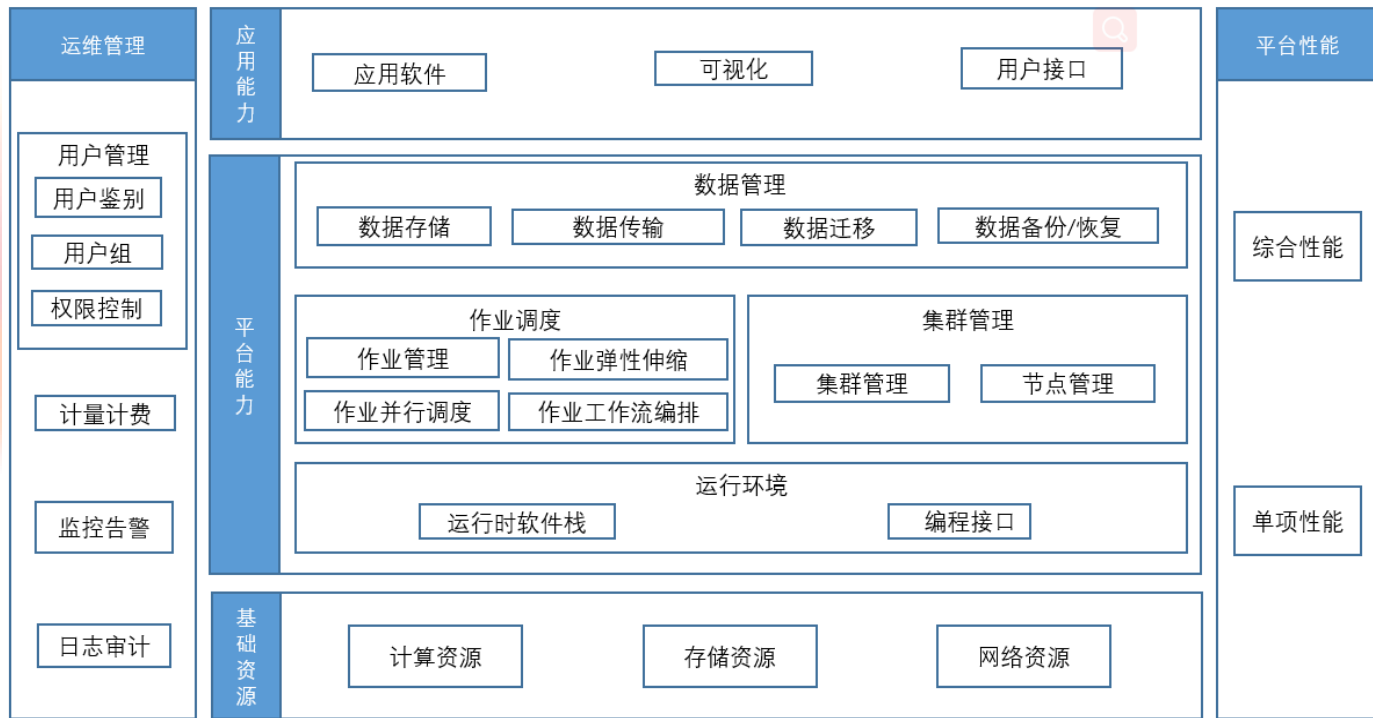 运维管理
用户管理
用户鉴别
用户组
权限控制
计量计费
监控告警
日志审计
应用能力
应用软件
可视化
用户接口
平台能力
数据管理
数据存储
数据传输
数据迁移
数据备份/恢复
作业调度
作业管理
作业弹性伸缩
作业并行调度
作业工作流编排
集群管理
集群管理
节点管理
运行环境
运行时软件栈
编程接口
基础资源
计算资源
存储资源
网络资源
平台性能
综合性能
单项性能